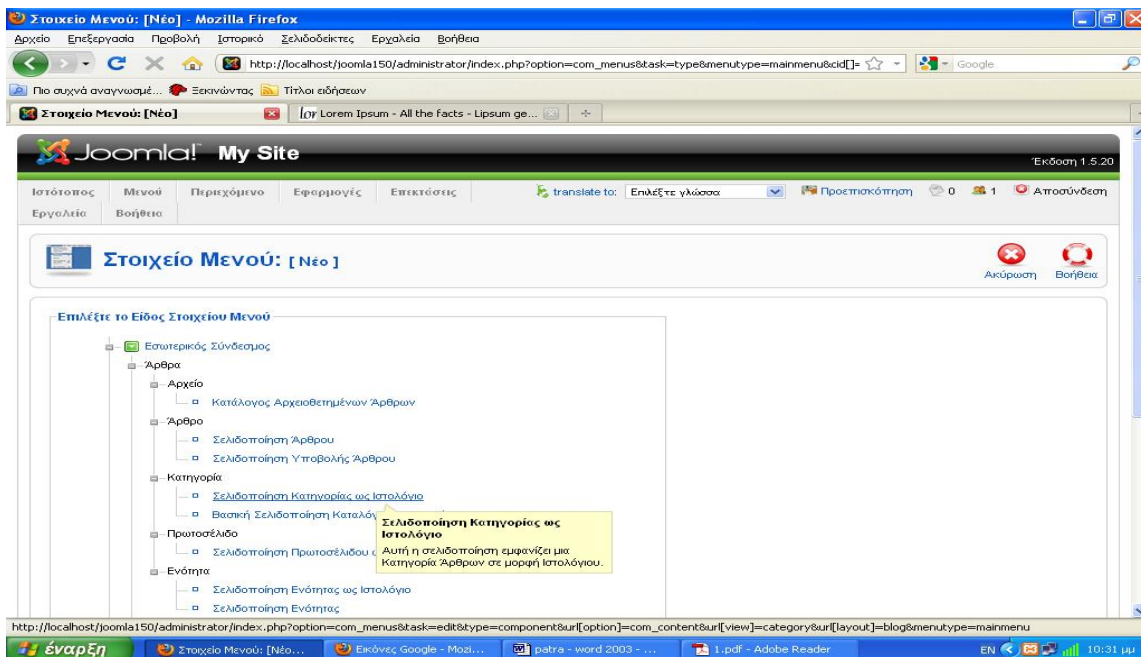 Στοιχείο Μενού: [Νέο] - Mozilla Firefox
Αρχείο Επεξεργασία Προβολή Ιστορικό Σελιδοδείκτες Εργαλεία Βοήθεια
http://localhost/joomla150/administrator/index.php?option=com_menus&task=type&menutype=mainmenu&cid[]= Google
Πιο συχνά αναγνωσμέ... Ξεκινώντας Τίτλοι ειδήσεων
Στοιχείο Μενού: [Νέο] lor Lorem Ipsum - All the facts - Lipsum ge...
Joomla! My Site Έκδοση 1.5.20
Ιστότοπος Μενού Περιεχόμενο Εφαρμογές Επεκτάσεις translate to: Επιλέξτε γλώσσα Προεπισκόπηση 0 1 Αποσύνδεση
Εργαλεία Βοήθεια
Στοιχείο Μενού: [ Νέο ] Ακύρωση Βοήθεια
Επιλέξτε το Είδος Στοιχείου Μενού
Εσωτερικός Σύνδεσμος
Άρθρα
Αρχείο
Κατάλογος Αρχειοθετημένων Άρθρων
Άρθρο
Σελιδοποίηση Άρθρου
Σελιδοποίηση Υποβολής Άρθρου
Κατηγορία
Σελιδοποίηση Κατηγορίας ως Ιστολόγιο
Βασική Σελιδοποίηση
Σελιδοποίηση Κατηγορίας ως Ιστολόγιο
Αυτή η σελιδοποίηση εμφανίζει μια Κατηγορία Άρθρων σε μορφή Ιστολόγιου.
Πρωτοσέλιδο
Σελιδοποίηση Πρωτοσέλιδου
Ενότητα
Σελιδοποίηση Ενότητας ως Ιστολόγιο
Σελιδοποίηση Ενότητας
http://localhost/joomla150/administrator/index.php?option=com_menus&task=edit&type=component&url[option]=com_content&url[view]=category&url[layout]=blog&menutype=mainmenu
έναρξη Στοιχείο Μενού: [Νέο... Εικόνες Google - Mozi... patra - word 2003 - ... 1.pdf - Adobe Reader EN 10:31 μμ